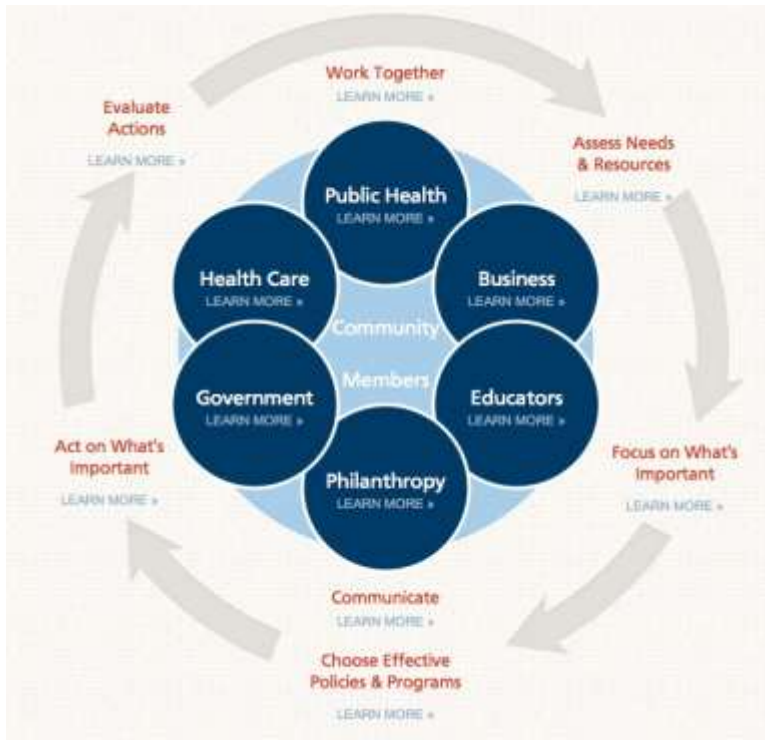 Work Together
LEARN MORE »
Evaluate
Actions
LEARN MORE »
Assess Needs
& Resources
LEARN MORE »
Public Health
LEARN MORE »
Health Care
LEARN MORE »
Business
LEARN MORE »
Community
Members
Government
LEARN MORE »
Educators
LEARN MORE »
Act on What's
Important
LEARN MORE »
Focus on What's
Important
LEARN MORE »
Philanthropy
LEARN MORE »
Communicate
LEARN MORE »
Choose Effective
Policies & Programs
LEARN MORE »